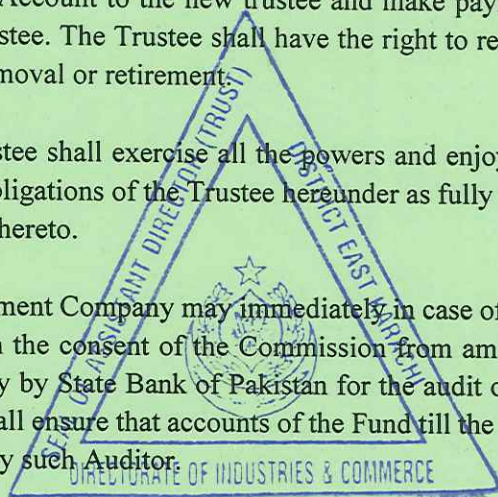 Account to the new trustee and make pay
stee. The Trustee shall have the right to re
moval or retirement.
stee shall exercise all the powers and enjoy
bligations of the Trustee hereunder as fully
hereto.
ment Company may immediately in case of
h the consent of the Commission from am
y by State Bank of Pakistan for the audit o
all ensure that accounts of the Fund till the
y such Auditor.
SEAL OF ASSISTANT DIRECTOR (TRUST)
DISTRICT EAST KARACHI
DIRECTORATE OF INDUSTRIES & COMMERCE